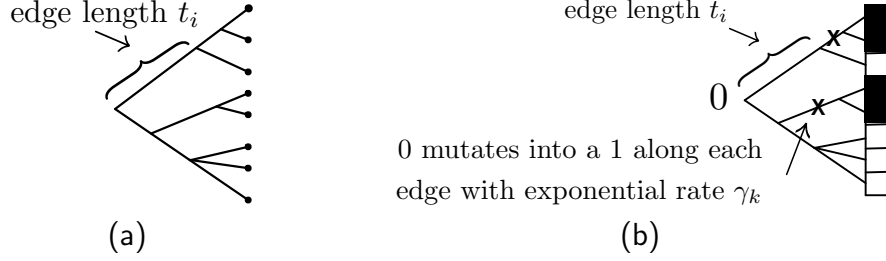 edge length $t_i$
(a)
edge length $t_i$
0
x
x
0 mutates into a 1 along each
edge with exponential rate $\gamma_k$
(b)